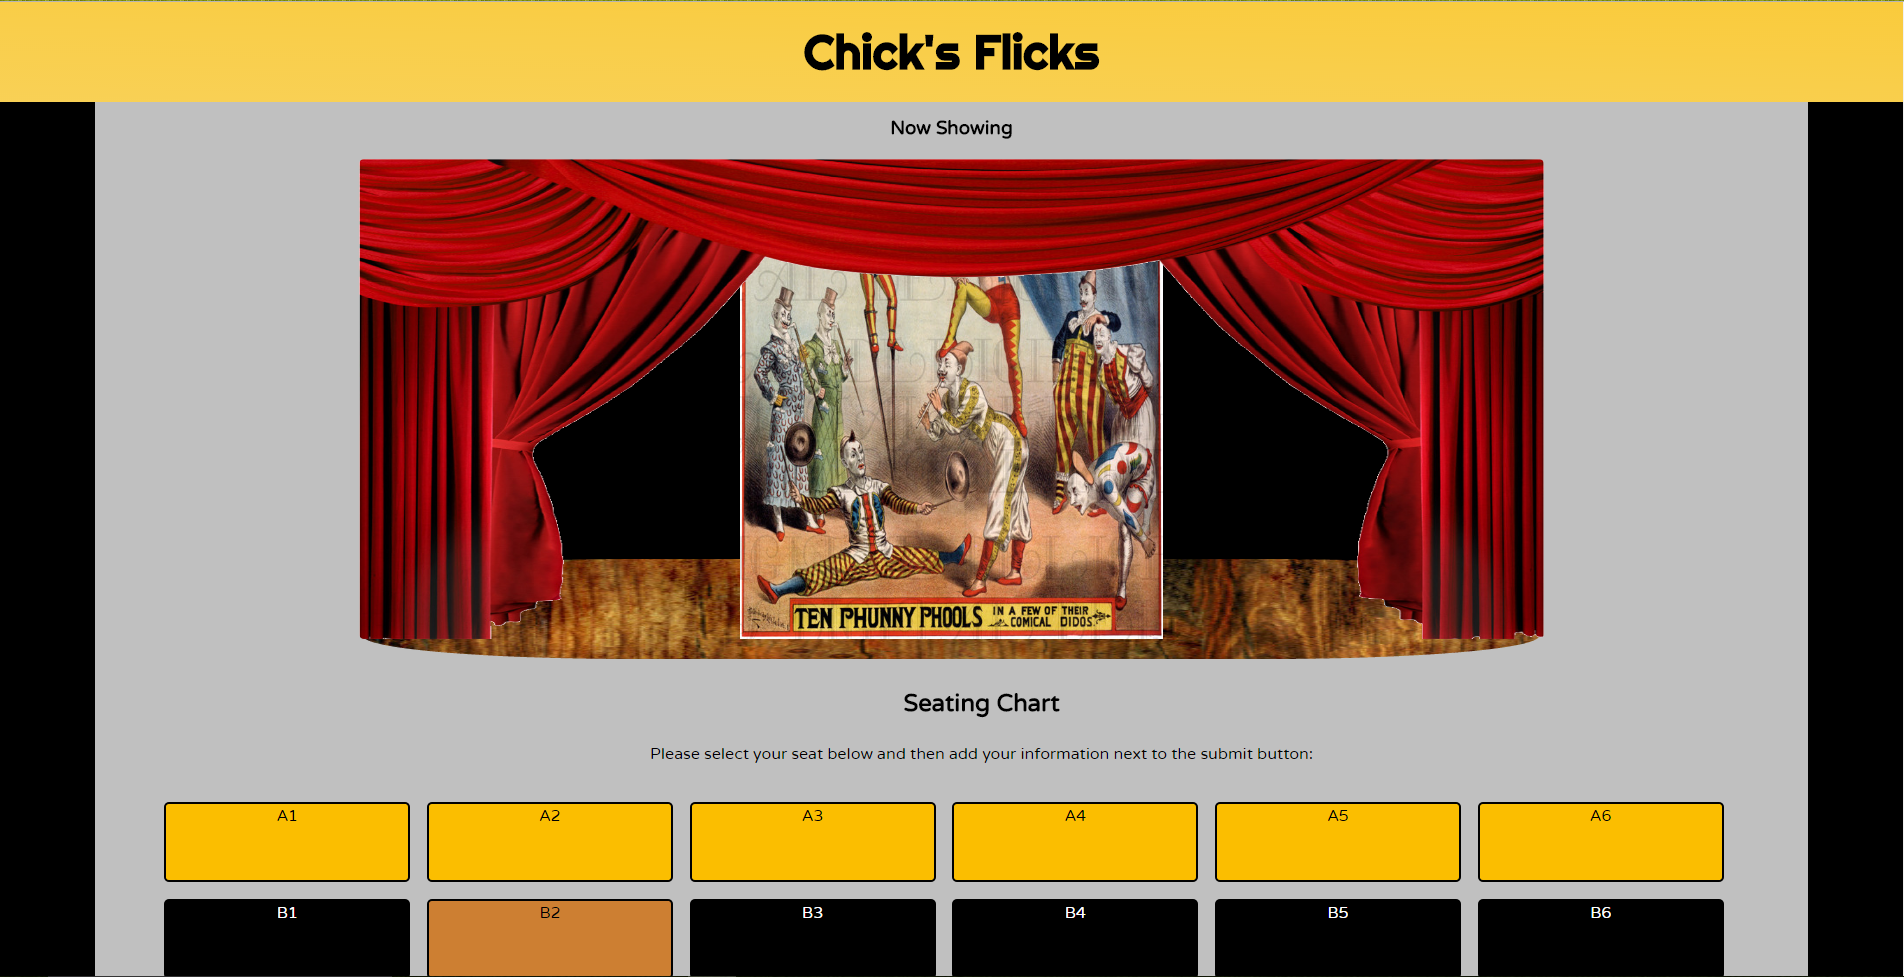 Chick's Flicks
Now Showing
TEN PHUNNY PHOOLS IN A FEW OF THEIR
COMICAL DIDOS.
Seating Chart
Please select your seat below and then add your information next to the submit button:
A1 A2 A3 A4 A5 A6
B1 B2 B3 B4 B5 B6